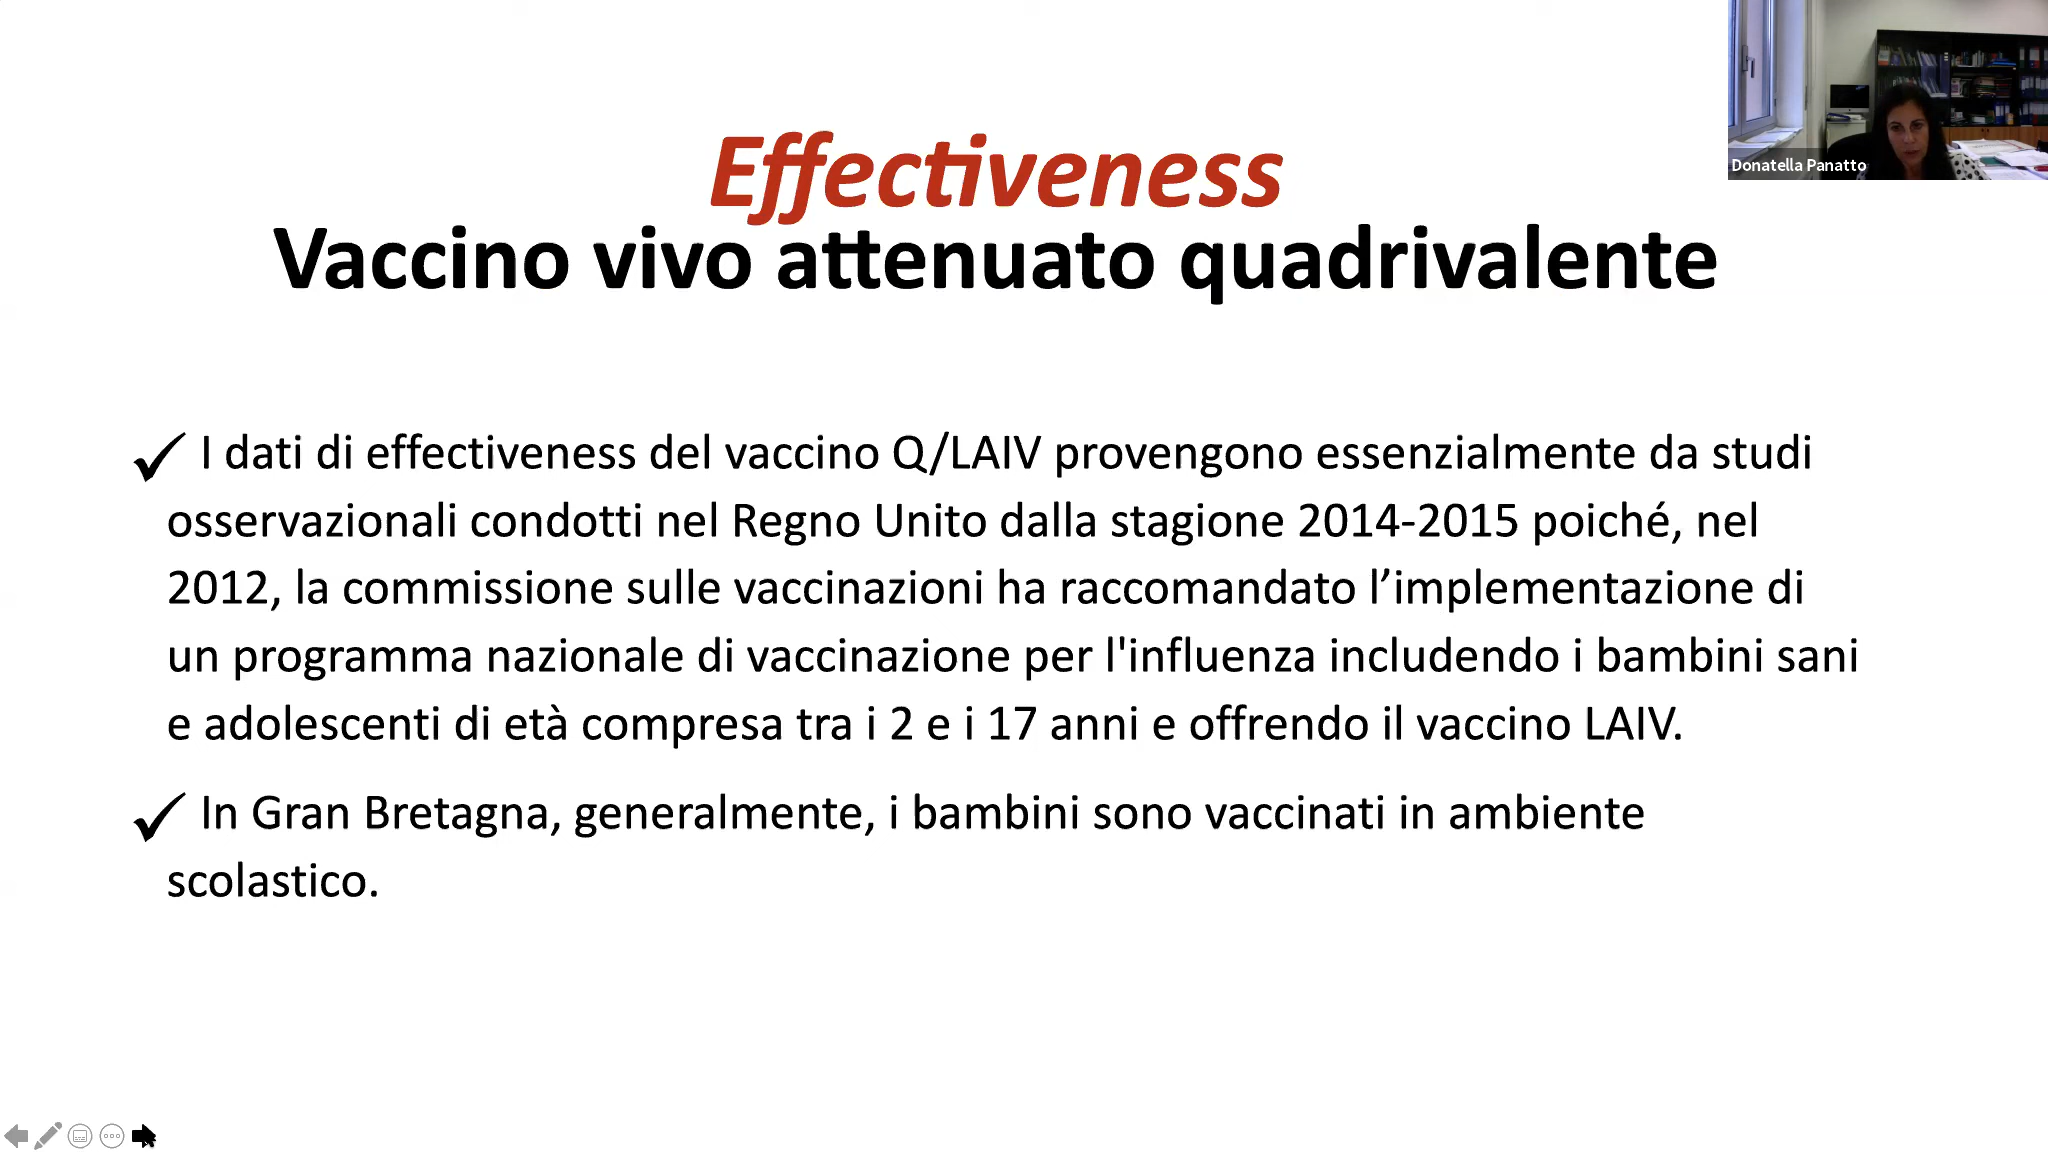 Donatella Panatto
Effectiveness
Vaccino vivo attenuato quadrivalente
✓ I dati di effectiveness del vaccino Q/LAIV provengono essenzialmente da studi
osservazionali condotti nel Regno Unito dalla stagione 2014-2015 poiché, nel
2012, la commissione sulle vaccinazioni ha raccomandato l’implementazione di
un programma nazionale di vaccinazione per l'influenza includendo i bambini sani
e adolescenti di età compresa tra i 2 e i 17 anni e offrendo il vaccino LAIV.
✓ In Gran Bretagna, generalmente, i bambini sono vaccinati in ambiente
scolastico.